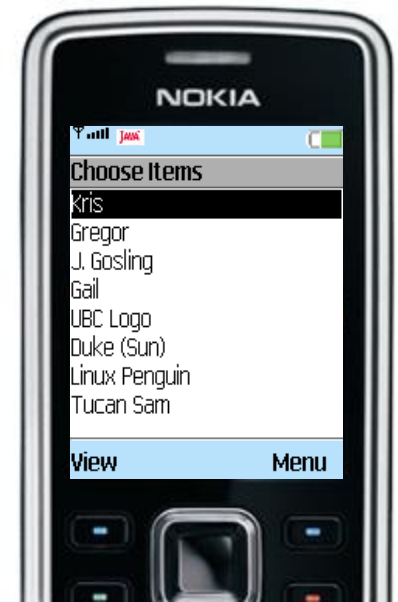 NOKIA
JAVA
Choose Items
Kris
Gregor
J. Gosling
Gail
UBC Logo
Duke (Sun)
Linux Penguin
Tucan Sam
View Menu